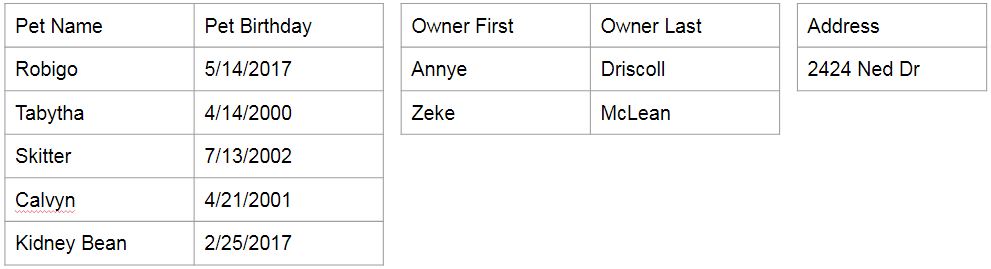 Pet Name Pet Birthday Owner First Owner Last Address
Robigo 5/14/2017 Annye Driscoll 2424 Ned Dr
Tabytha 4/14/2000 Zeke McLean
Skitter 7/13/2002
Calvyn 4/21/2001
Kidney Bean 2/25/2017